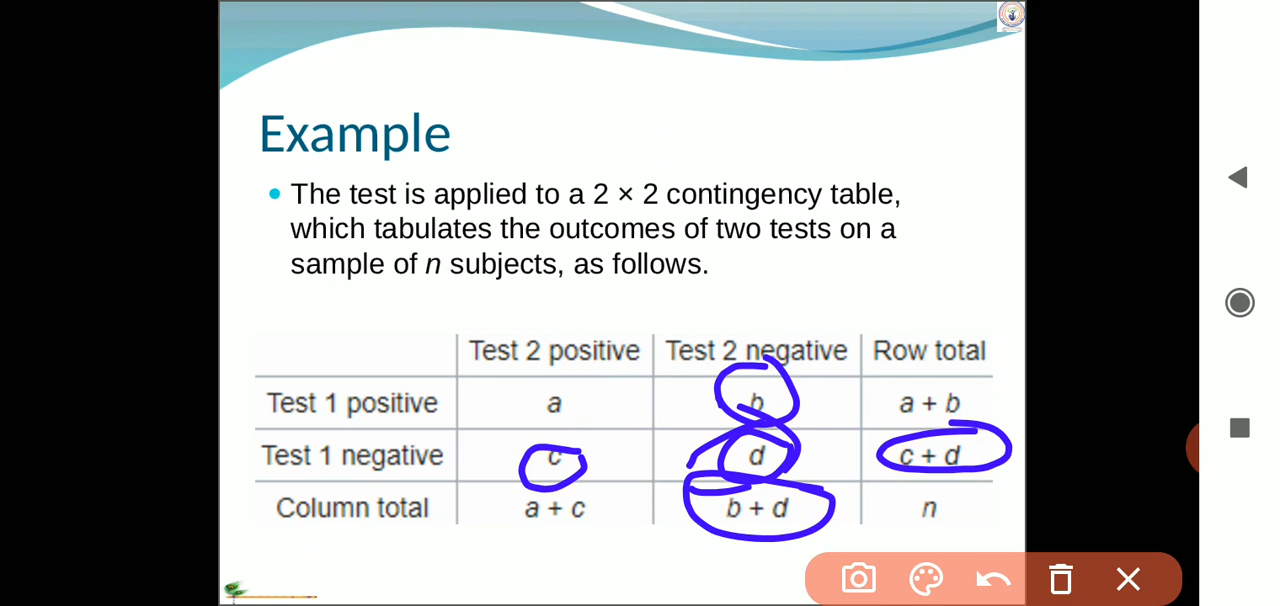 Example
The test is applied to a 2 × 2 contingency table,
which tabulates the outcomes of two tests on a
sample of n subjects, as follows.
Test 2 positive Test 2 negative Row total
Test 1 positive a b a + b
Test 1 negative c d c + d
Column total a + c b + d n